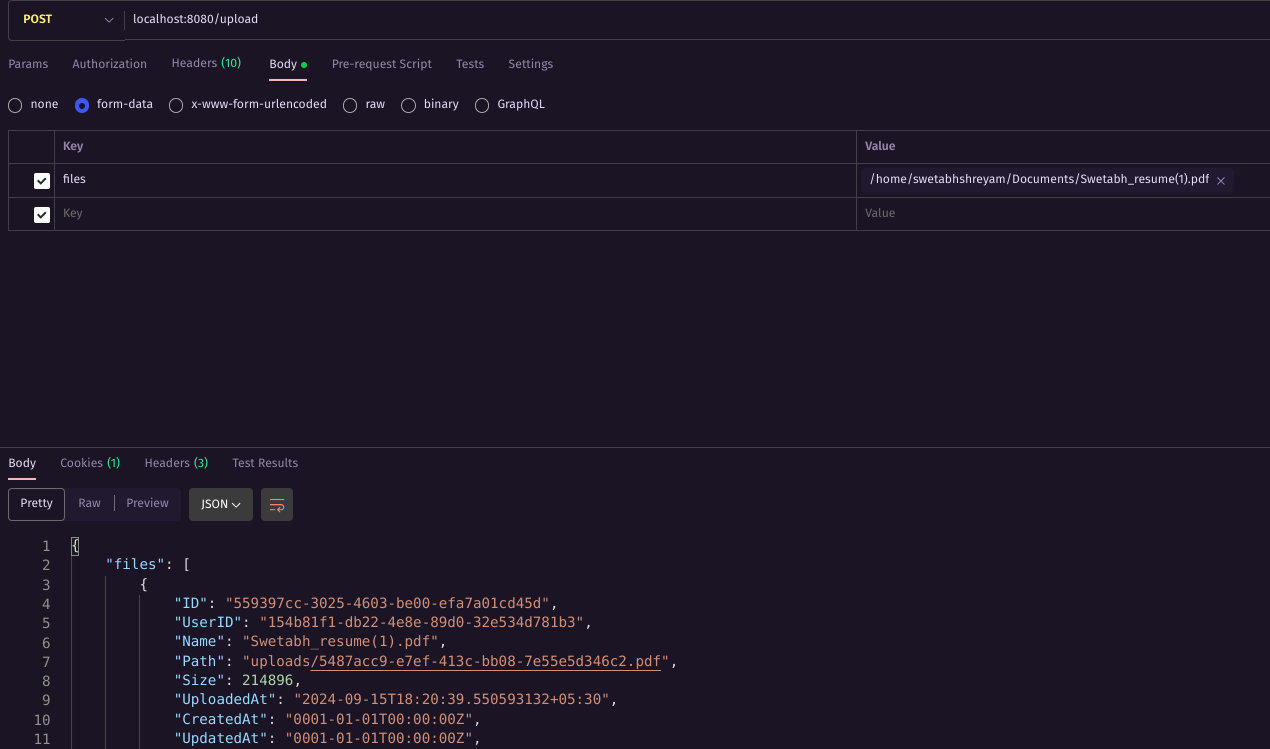 POST localhost:8080/upload
Params Authorization Headers (10) Body Pre-request Script Tests Settings
none form-data x-www-form-urlencoded raw binary GraphQL
Key Value
files /home/swetabhshreyam/Documents/Swetabh_resume(1).pdf
Key Value
Body Cookies (1) Headers (3) Test Results
Pretty Raw Preview JSON
1 {
2 "files": [
3 {
4 "ID": "559397cc-3025-4603-be00-efa7a01cd45d",
5 "UserID": "154b81f1-db22-4e8e-89d0-32e534d781b3",
6 "Name": "Swetabh_resume(1).pdf",
7 "Path": "uploads/5487acc9-e7ef-413c-bb08-7e55e5d346c2.pdf",
8 "Size": 214896,
9 "UploadedAt": "2024-09-15T18:20:39.550593132+05:30",
10 "CreatedAt": "0001-01-01T00:00:00Z",
11 "UpdatedAt": "0001-01-01T00:00:00Z",